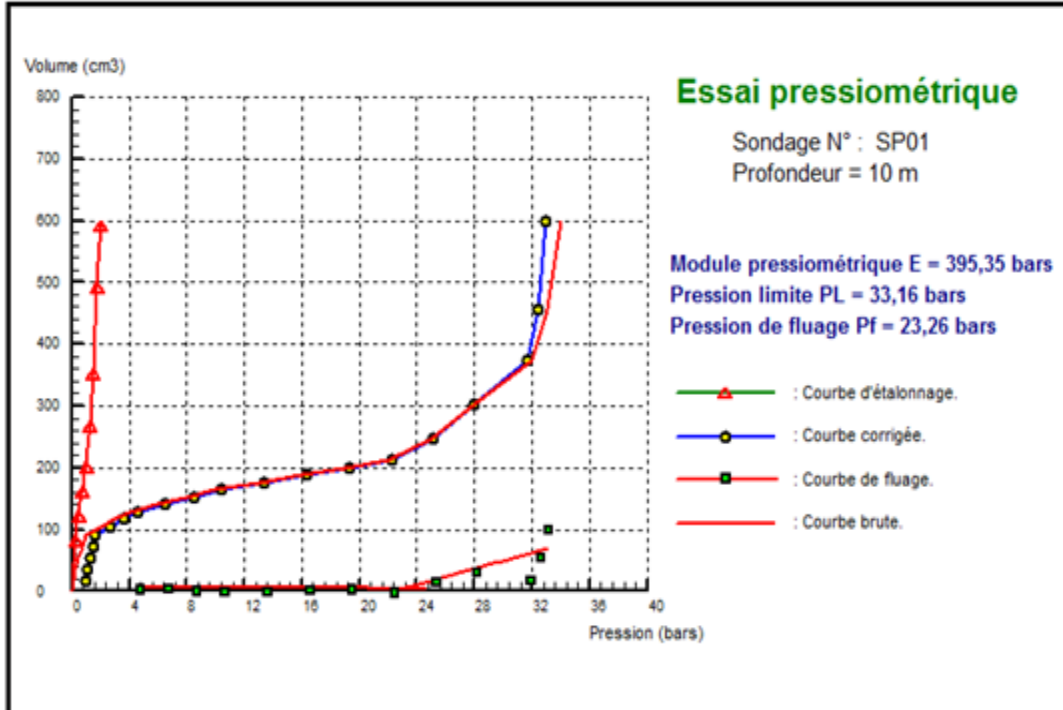 Volume (cm3)
800
700
600
500
400
300
200
100
0
0 4 8 12 16 20 24 28 32 36 40
Pression (bars)
Essai pressiométrique
Sondage N° : SP01
Profondeur = 10 m
Module pressiométrique E = 395,35 bars
Pression limite PL = 33,16 bars
Pression de fluage Pf = 23,26 bars
: Courbe d'étalonnage.
: Courbe corrigée.
: Courbe de fluage.
: Courbe brute.